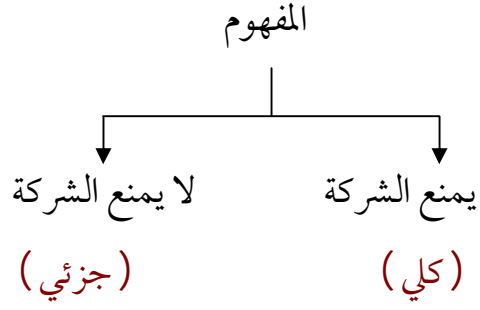 المفهوم
يمنع الشركة
لا يمنع الشركة
(كلي)
(جزئي)